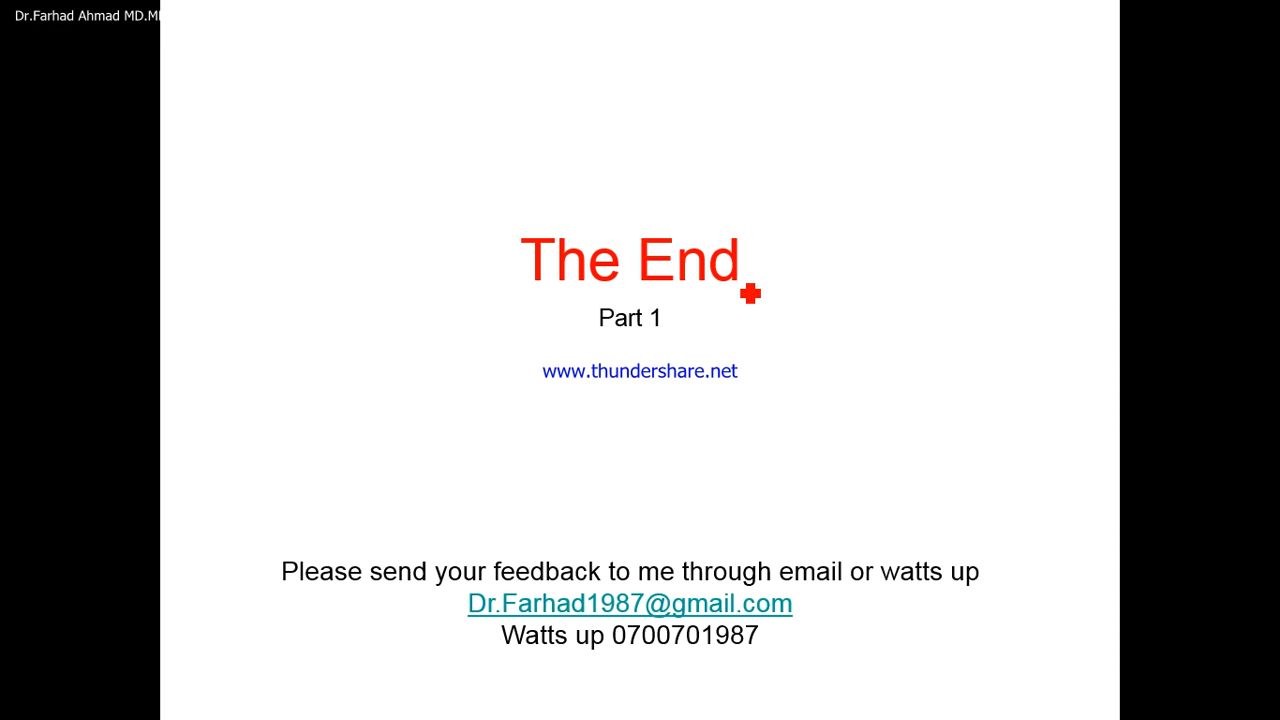 Dr.Farhad Ahmad MD.
The End
Part 1
www.thundershare.net
Please send your feedback to me through email or watts up
Dr.Farhad1987@gmail.com
Watts up 0700701987